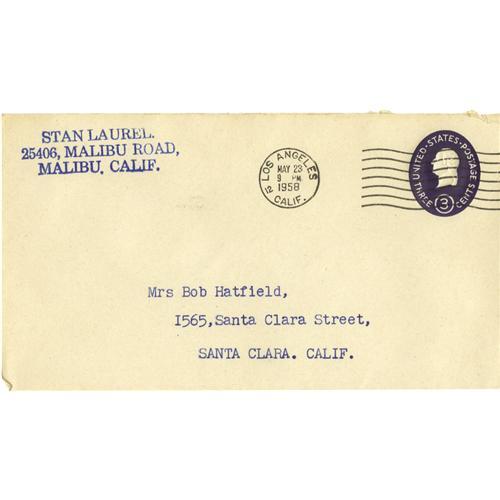 STAN LAUREL.
25406, MALIBU ROAD,
MALIBU, CALIF.
LOS ANGELES
MAY 23
9 PM
1958
12 CALIF.
UNITED·STATES·POSTAGE
THREE 3 CENTS
Mrs Bob Hatfield,
1565,Santa Clara Street,
SANTA CLARA. CALIF.